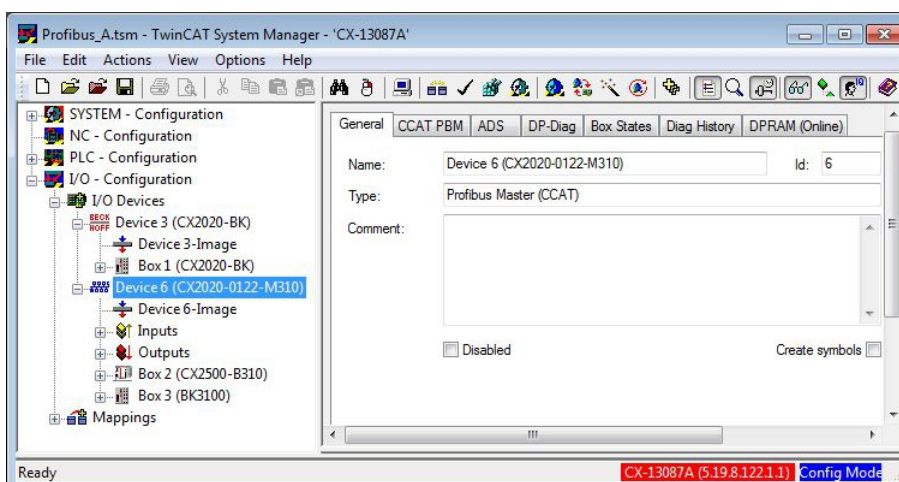 Profibus_A.tsm - TwinCAT System Manager - 'CX-13087A'
File Edit Actions View Options Help
SYSTEM - Configuration
NC - Configuration
PLC - Configuration
I/O - Configuration
I/O Devices
BECK
HOFF
Device 3 (CX2020-BK)
Device 3-Image
Box 1 (CX2020-BK)
Device 6 (CX2020-0122-M310)
Device 6-Image
Inputs
Outputs
Box 2 (CX2500-B310)
Box 3 (BK3100)
Mappings
General CCAT PBM ADS DP-Diag Box States Diag History DPRAM (Online)
Name: Device 6 (CX2020-0122-M310) Id: 6
Type: Profibus Master (CCAT)
Comment:
Disabled Create symbols
Ready CX-13087A (5.19.8.122.1.1) Config Mode